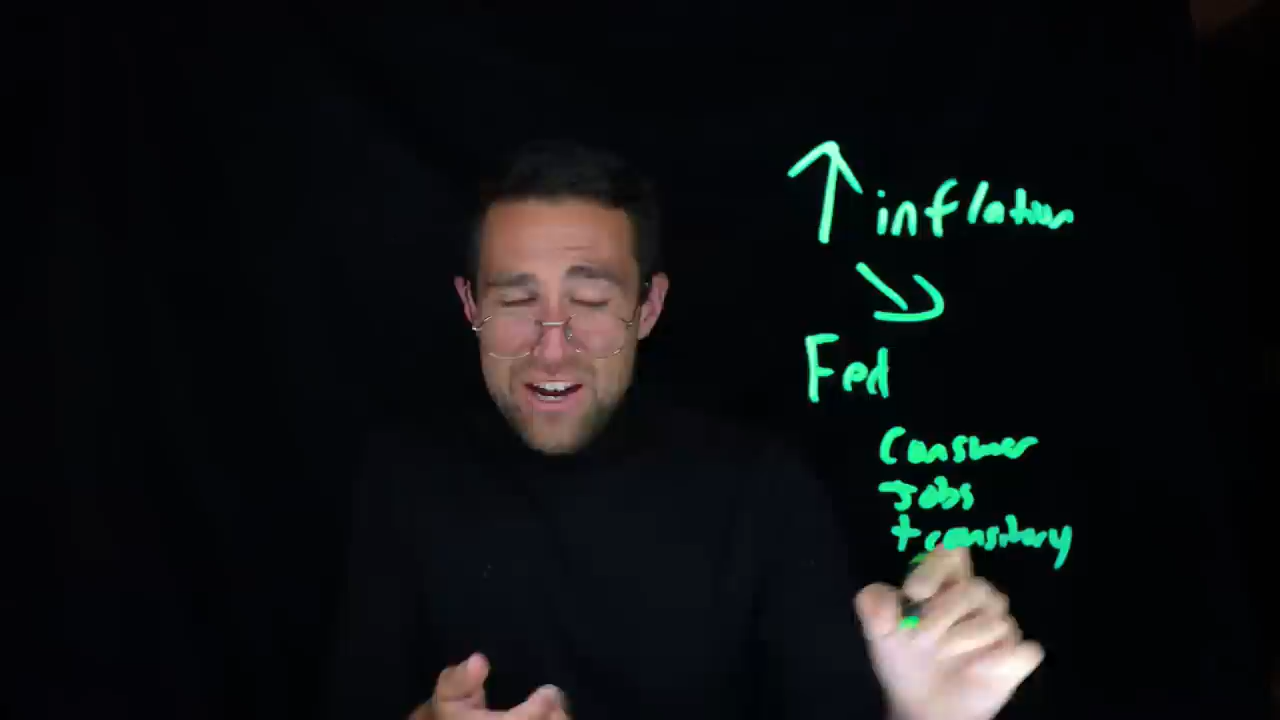 ↑ inflation
Fed
Consumer
Jobs
transitory